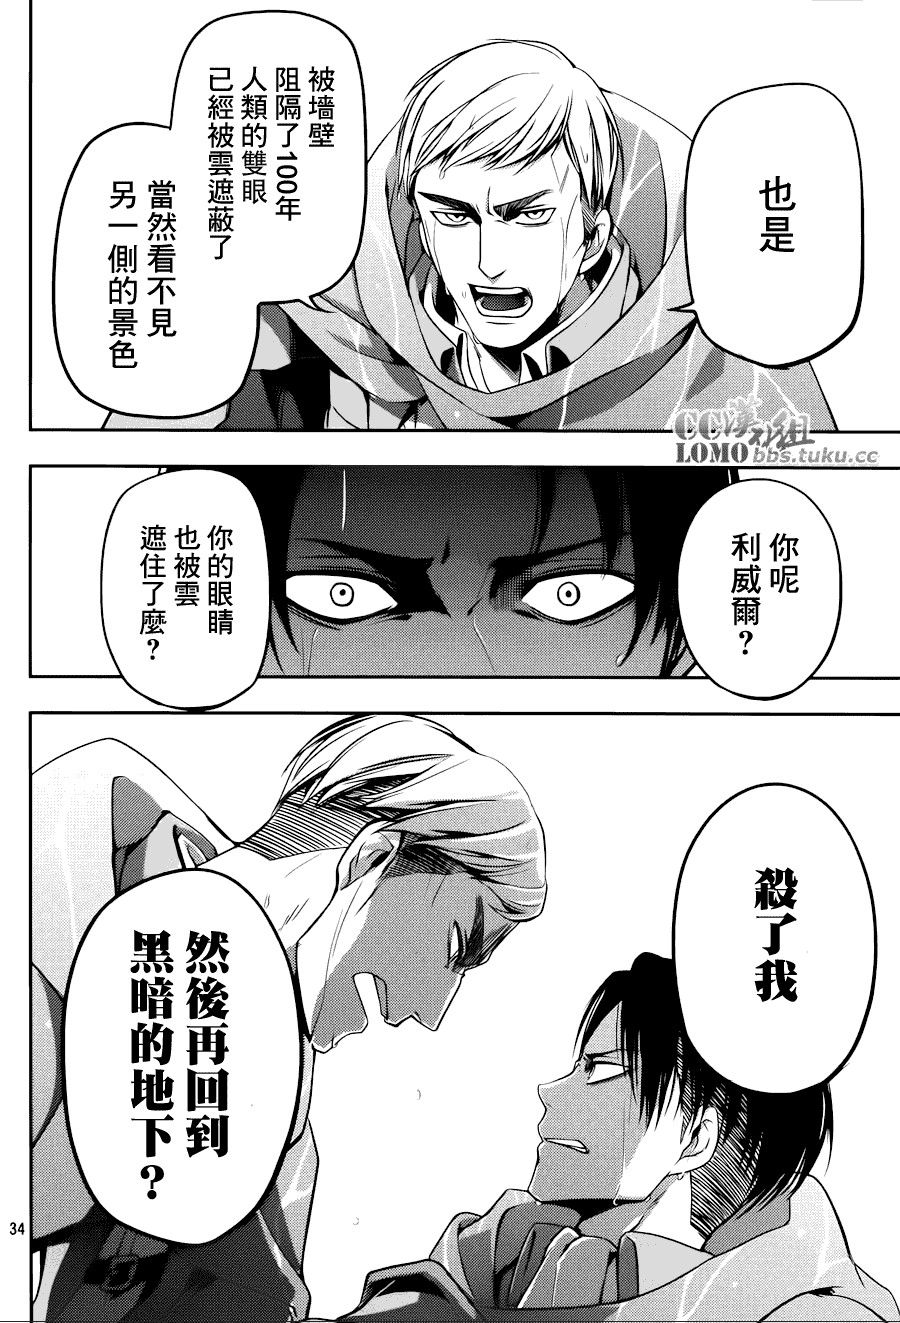 也是
被墻壁
阻隔了100年
人類的雙眼
已經被雲遮蔽了
當然看不見
另一側的景色
CC漢化組
LOMO bbs.tuku.cc
你呢
利威爾?
你的眼睛
也被雲
遮住了麼?
殺了我
然後再回到
黑暗的地下?
34